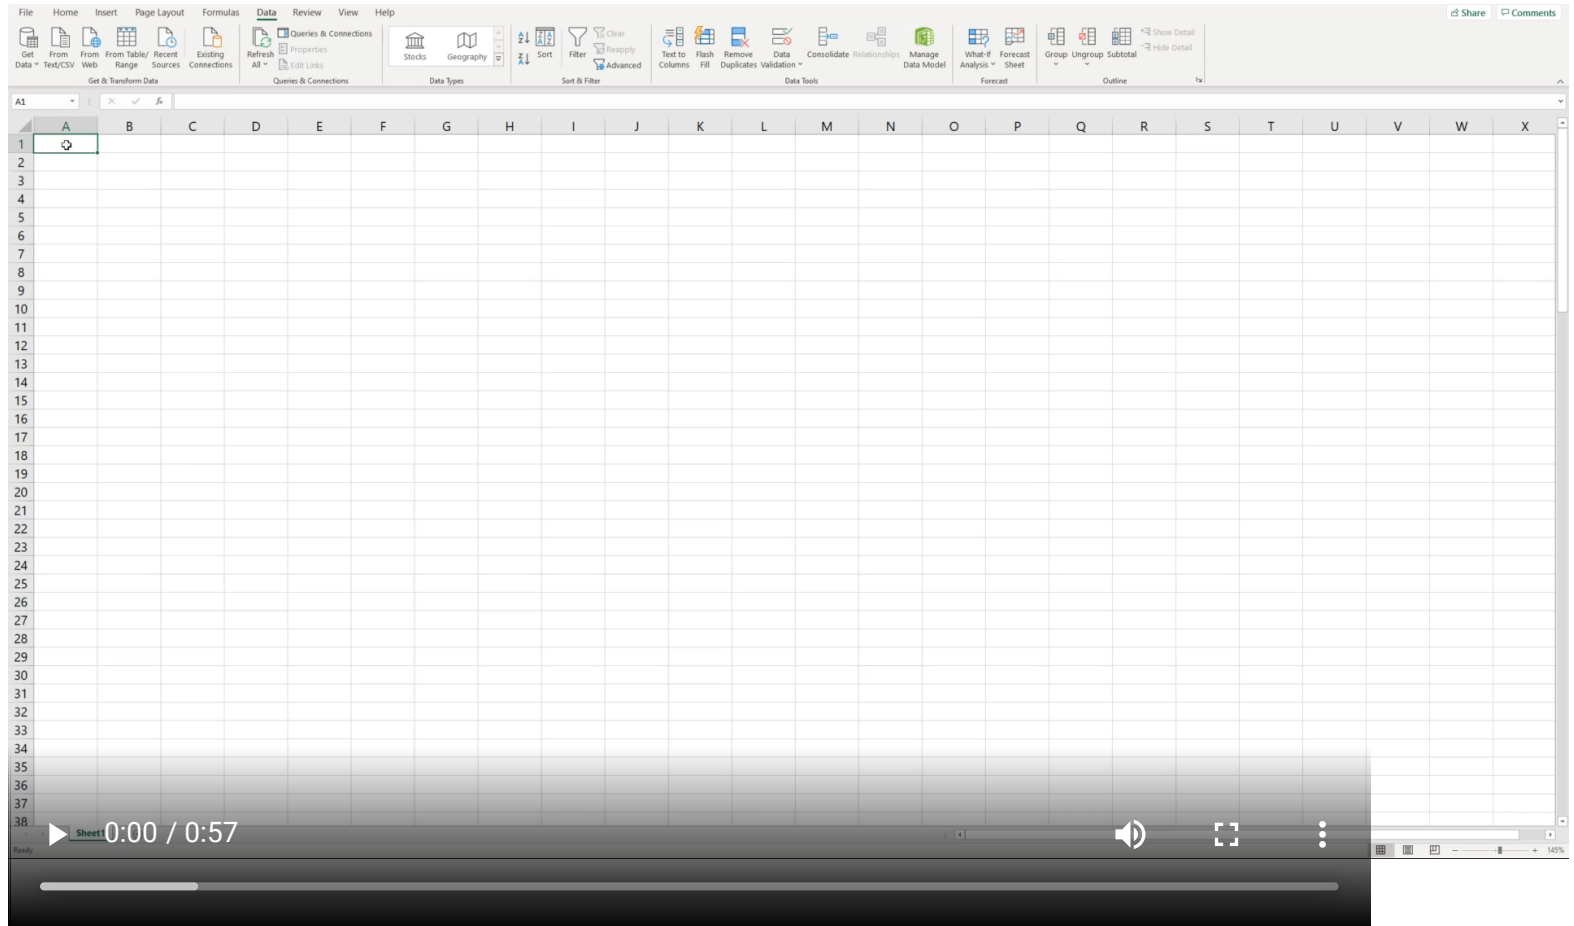 File Home Insert Page Layout Formulas Data Review View Help Share Comments
Get Data From Text/CSV From Web From Table/Range Recent Sources Existing Connections
Refresh All Queries & Connections Properties Edit Links
Stocks Geography
Sort Filter Clear Reapply Advanced
Text to Columns Flash Fill Remove Duplicates Data Validation Consolidate Relationships Manage Data Model
What-If Analysis Forecast Sheet
Group Ungroup Subtotal Show Detail Hide Detail
Get & Transform Data Queries & Connections Data Types Sort & Filter Data Tools Forecast Outline
A1 fx
A B C D E F G H I J K L M N O P Q R S T U V W X
1
2
3
4
5
6
7
8
9
10
11
12
13
14
15
16
17
18
19
20
21
22
23
24
25
26
27
28
29
30
31
32
33
34
35
36
37
38
Sheet1
0:00 / 0:57
Ready 145%